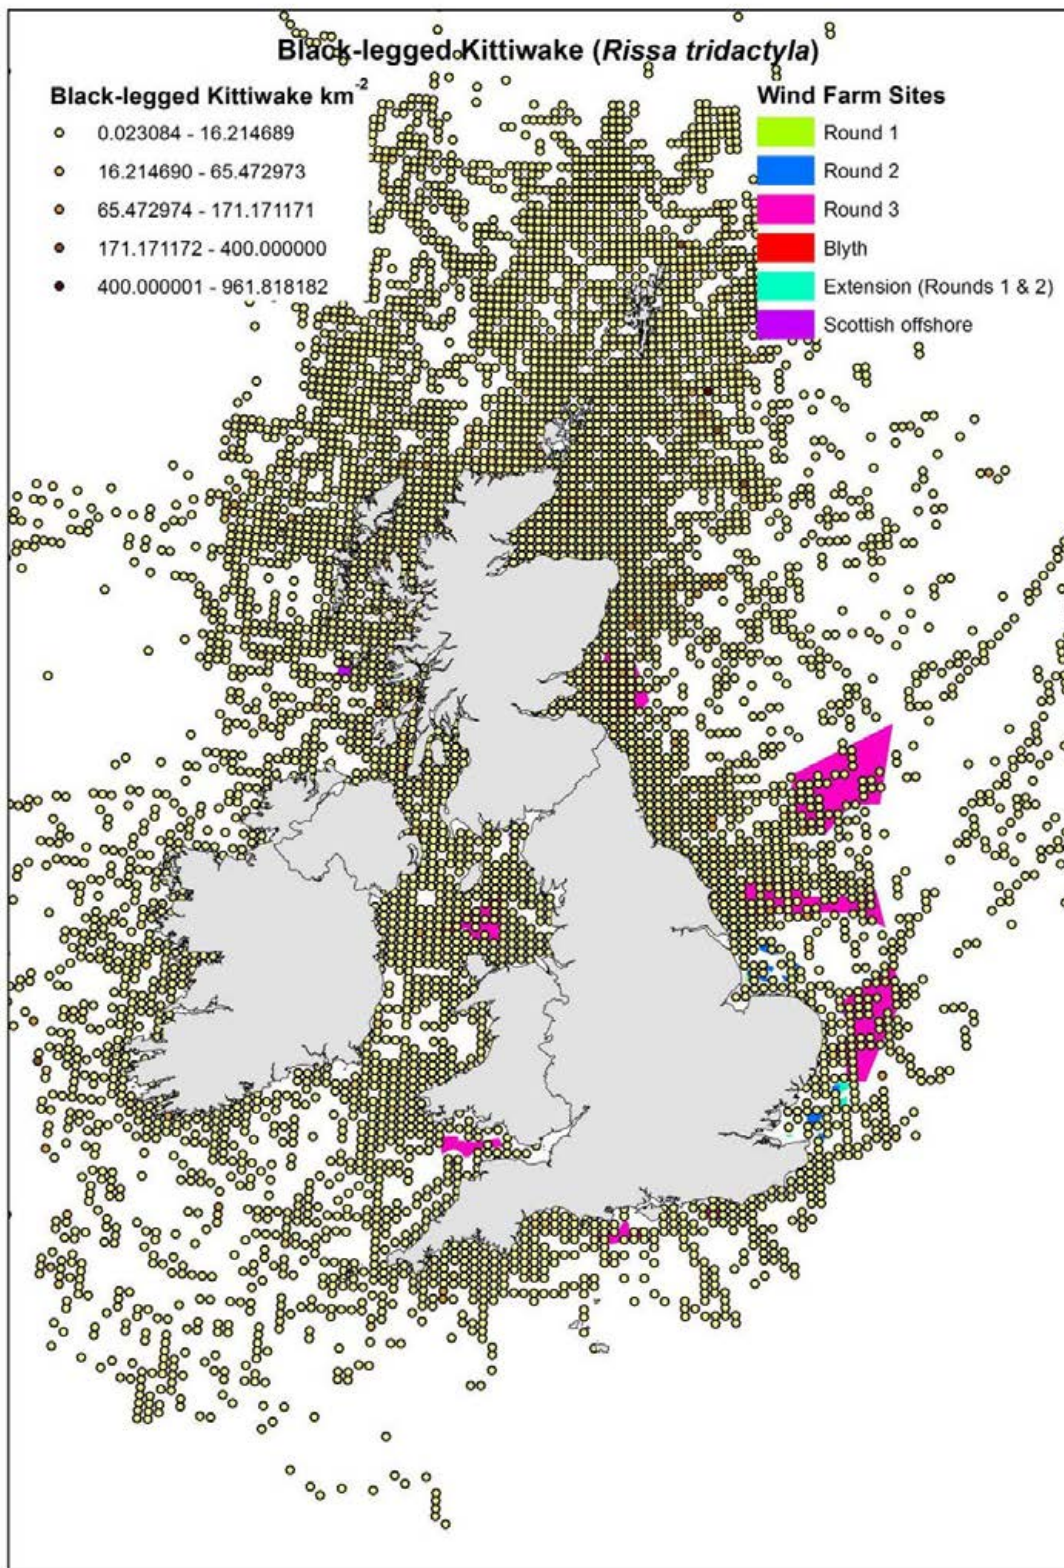 Black-legged Kittiwake (Rissa tridactyla)
Black-legged Kittiwake km-2
0.023084 - 16.214689
16.214690 - 65.472973
65.472974 - 171.171171
171.171172 - 400.000000
400.000001 - 961.818182
Wind Farm Sites
Round 1
Round 2
Round 3
Blyth
Extension (Rounds 1 & 2)
Scottish offshore